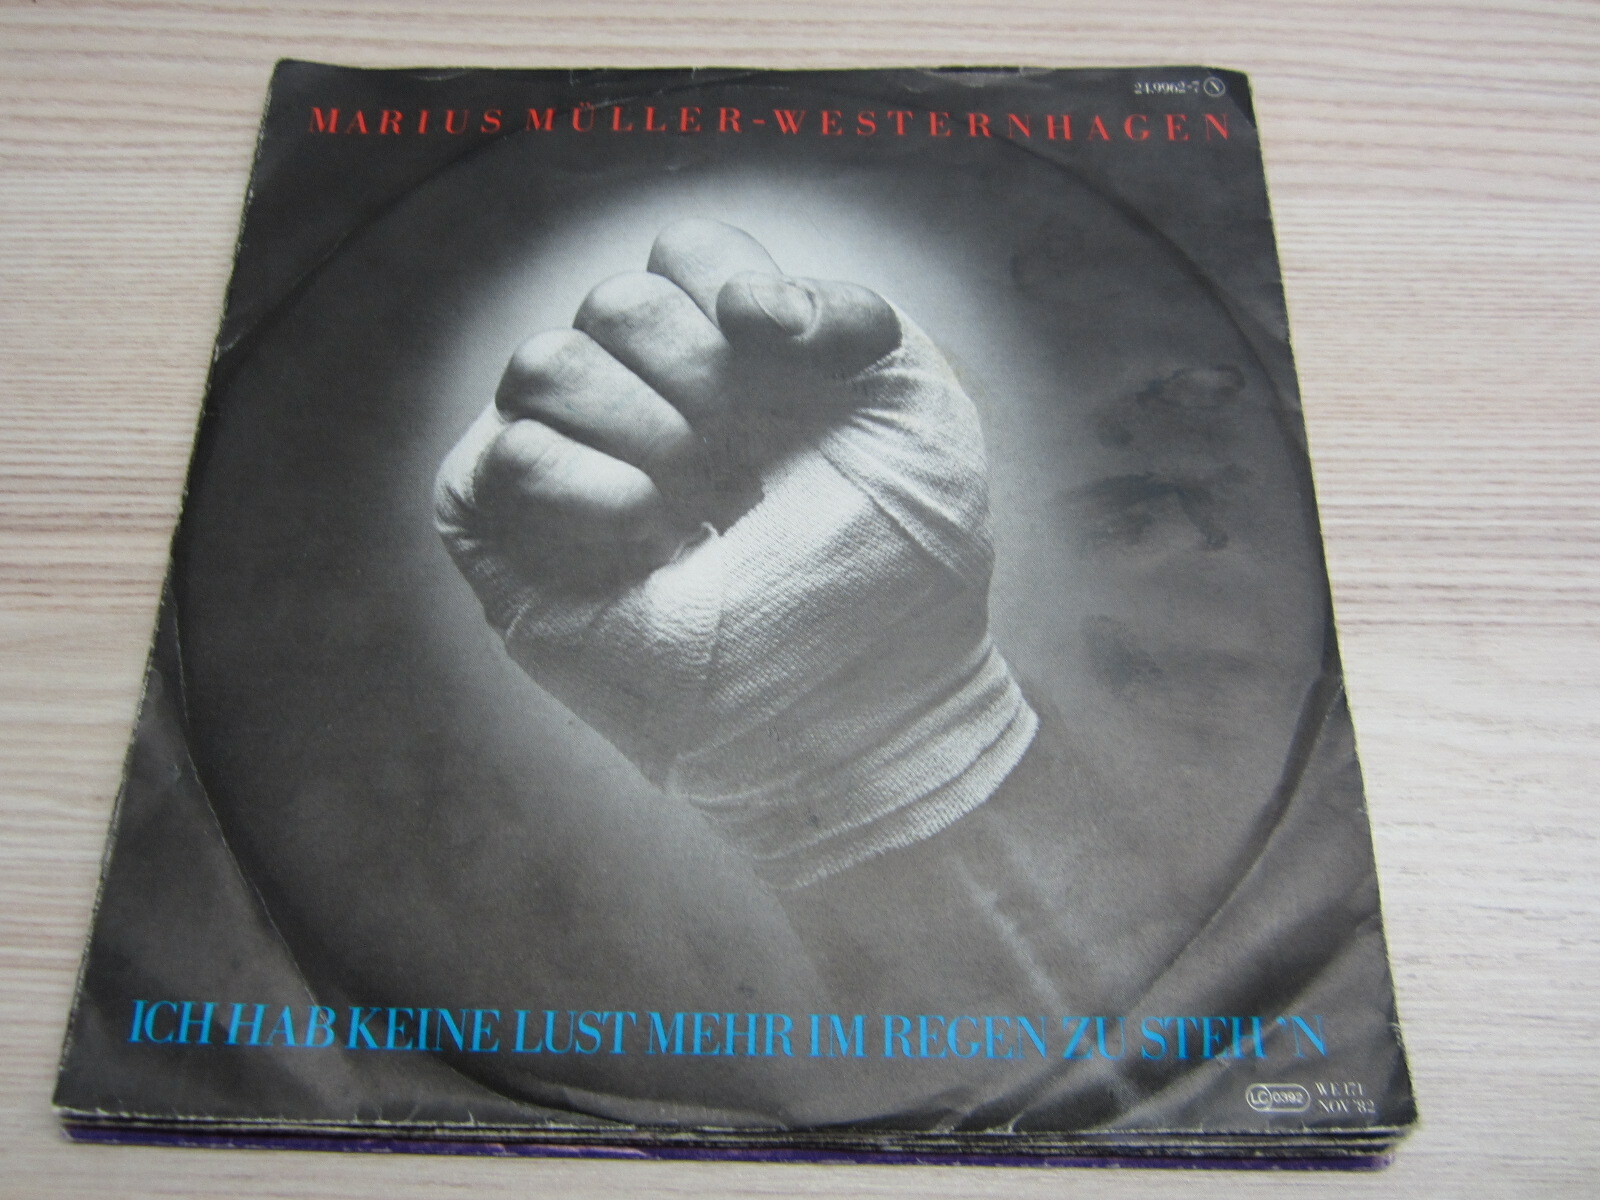 24.9962-7 N
MARIUS MÜLLER-WESTERNHAGEN
ICH HAB KEINE LUST MEHR IM REGEN ZU STEH'N
LC 0392
WE 171
NOV '82